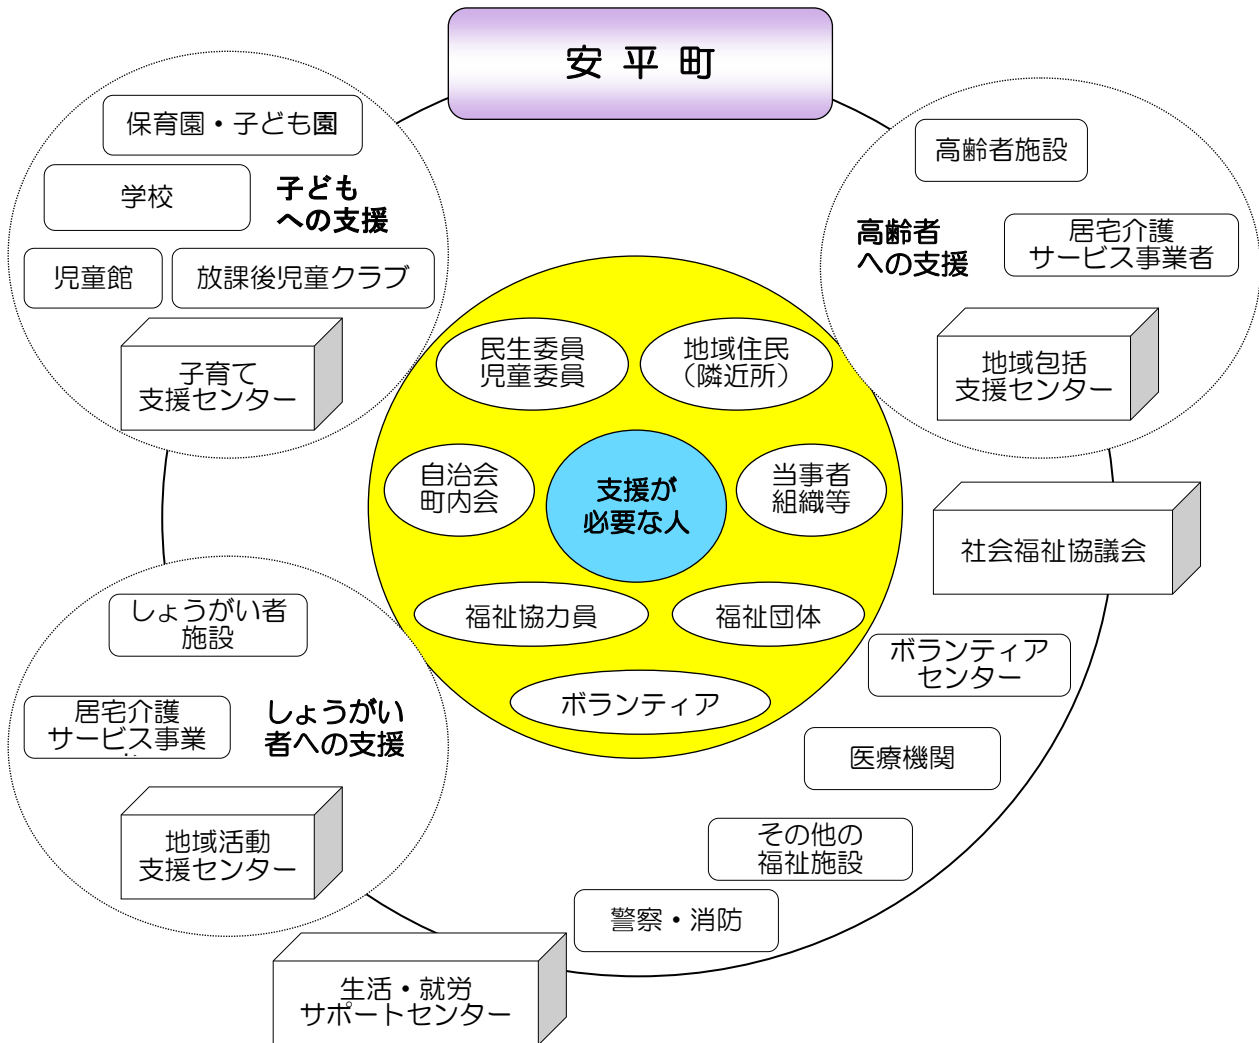 安 平 町
保育園・子ども園
学校
子ども
への支援
児童館
放課後児童クラブ
子育て
支援センター
高齢者施設
高齢者
への支援
居宅介護
サービス事業者
地域包括
支援センター
民生委員
児童委員
地域住民
（隣近所）
自治会
町内会
支援が
必要な人
当事者
組織等
福祉協力員
福祉団体
ボランティア
社会福祉協議会
ボランティア
センター
医療機関
その他の
福祉施設
警察・消防
しょうがい者
施設
居宅介護
サービス事業
しょうがい
者への支援
地域活動
支援センター
生活・就労
サポートセンター